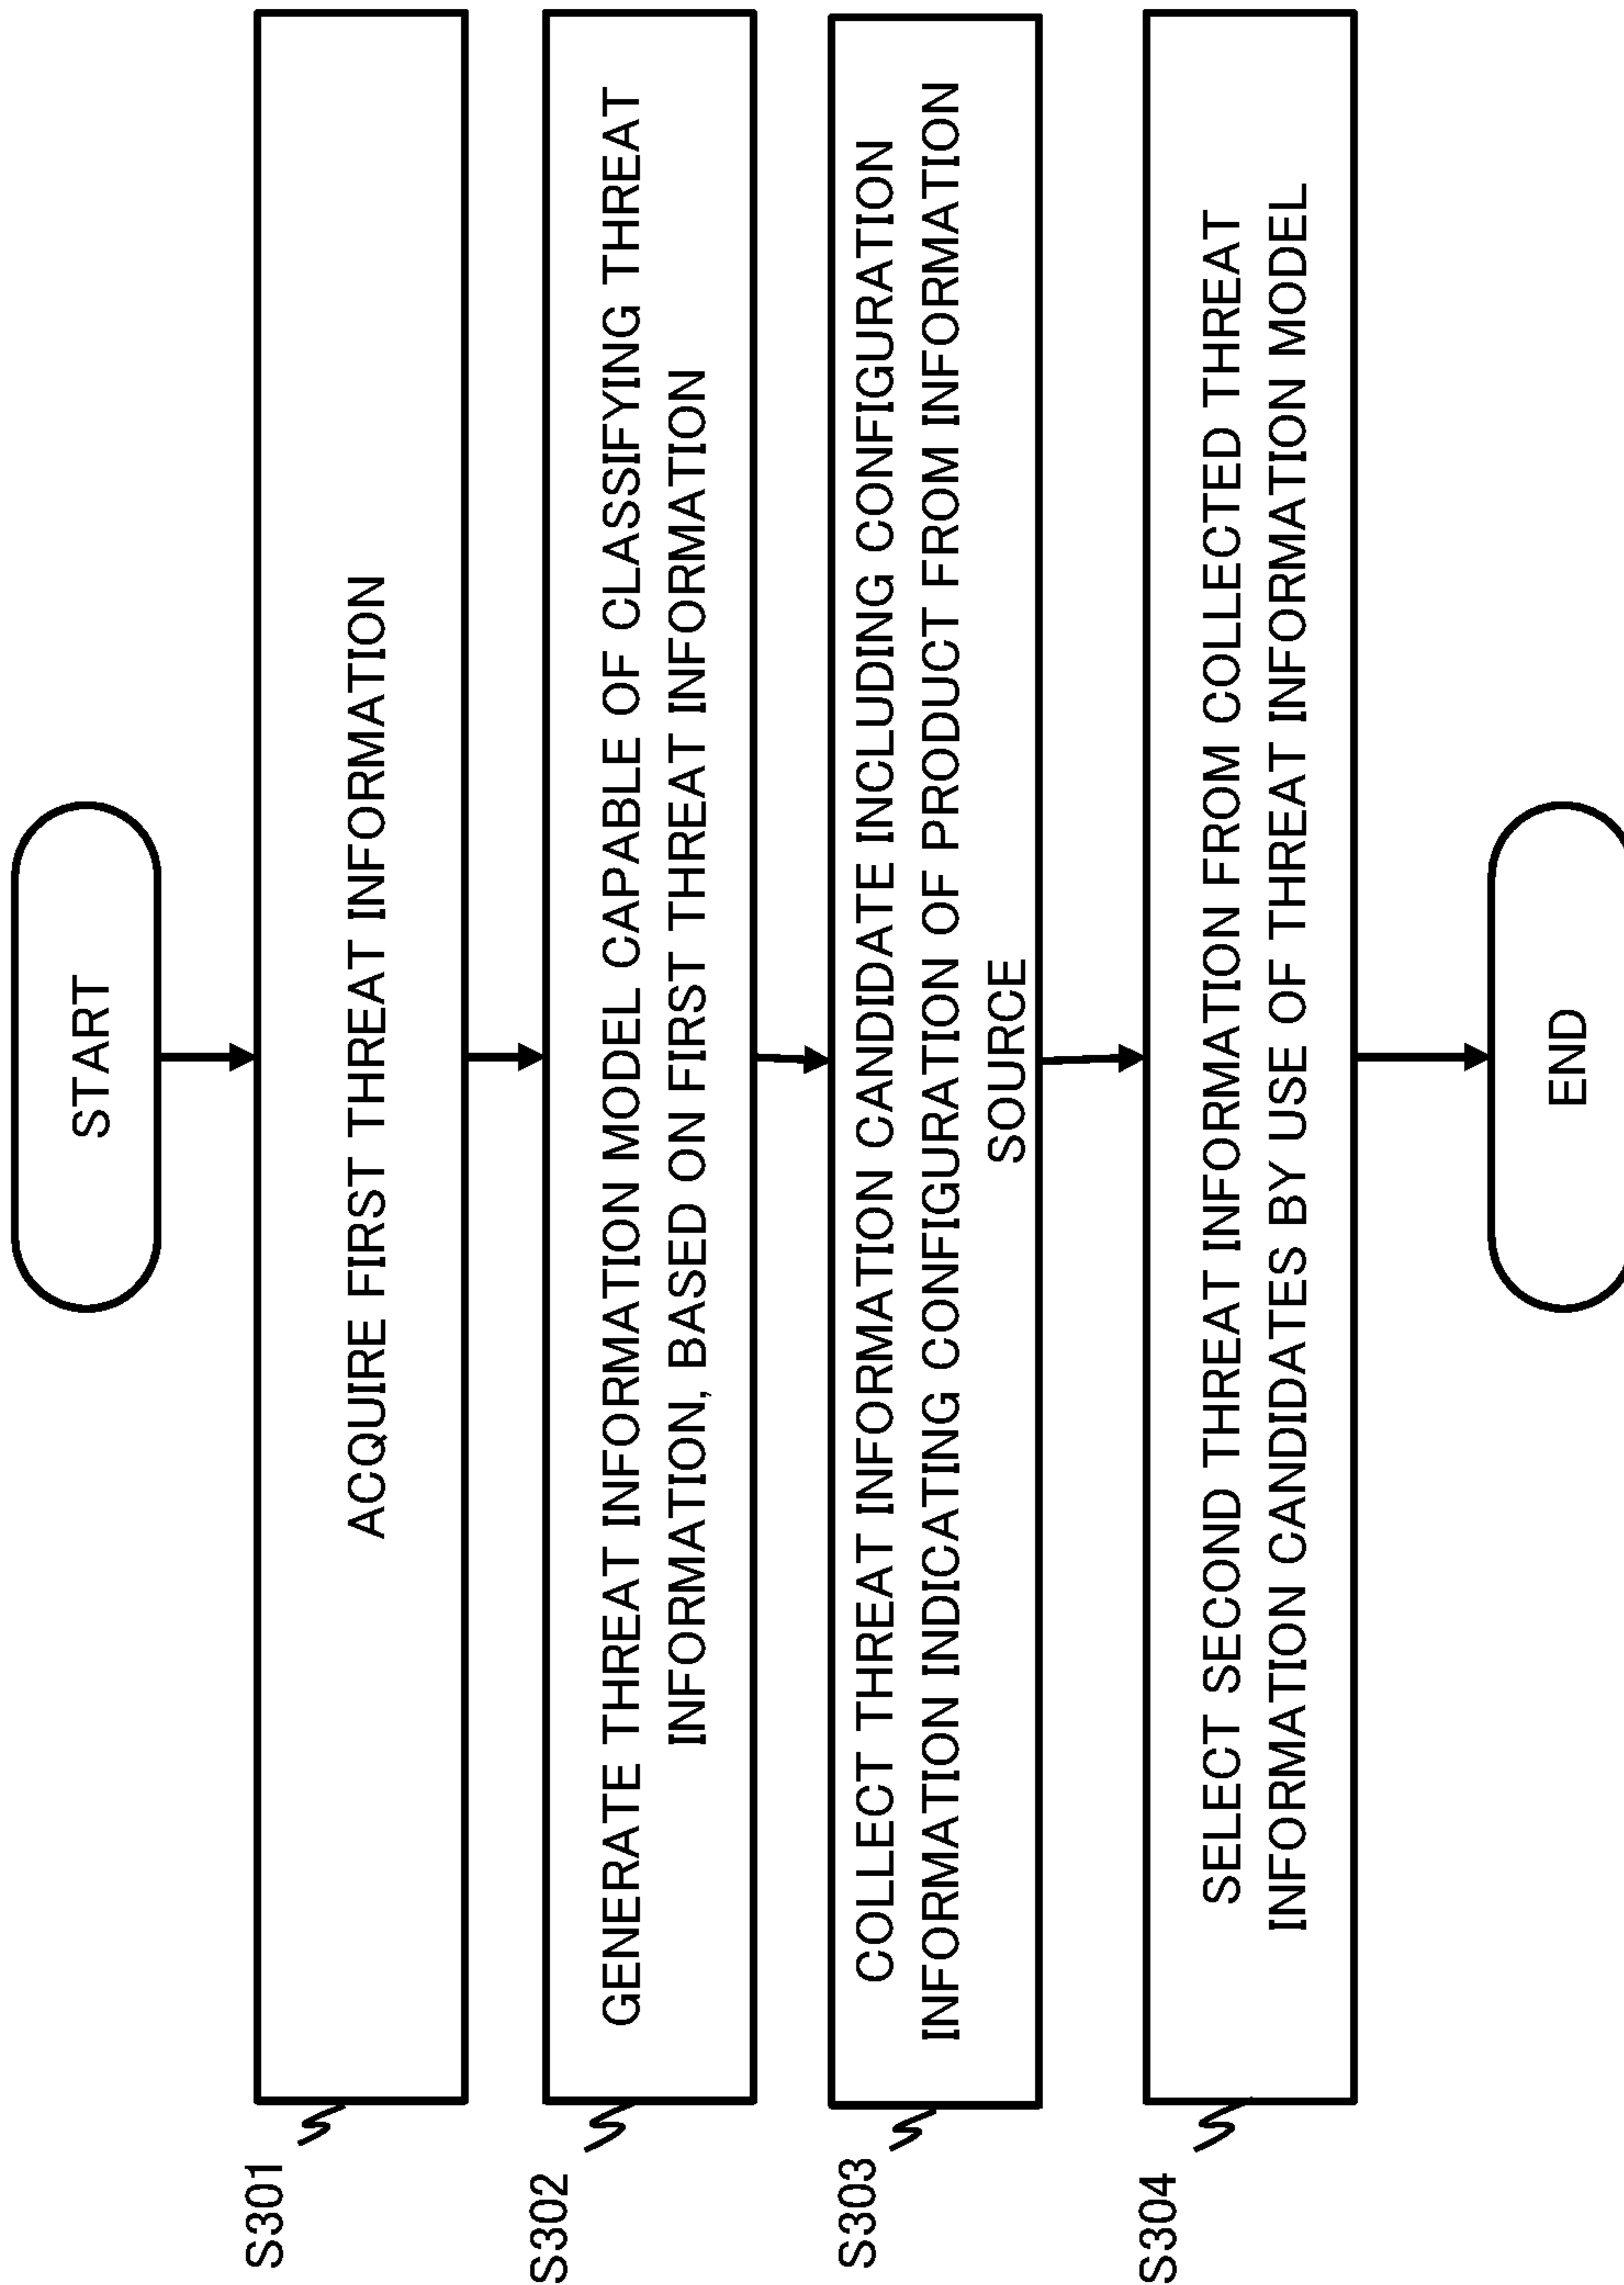 START
S301
ACQUIRE FIRST THREAT INFORMATION
S302
GENERATE THREAT INFORMATION MODEL CAPABLE OF CLASSIFYING THREAT
INFORMATION, BASED ON FIRST THREAT INFORMATION
S303
COLLECT THREAT INFORMATION CANDIDATE INCLUDING CONFIGURATION
INFORMATION INDICATING CONFIGURATION OF PRODUCT FROM INFORMATION
SOURCE
S304
SELECT SECOND THREAT INFORMATION FROM COLLECTED THREAT
INFORMATION CANDIDATES BY USE OF THREAT INFORMATION MODEL
END